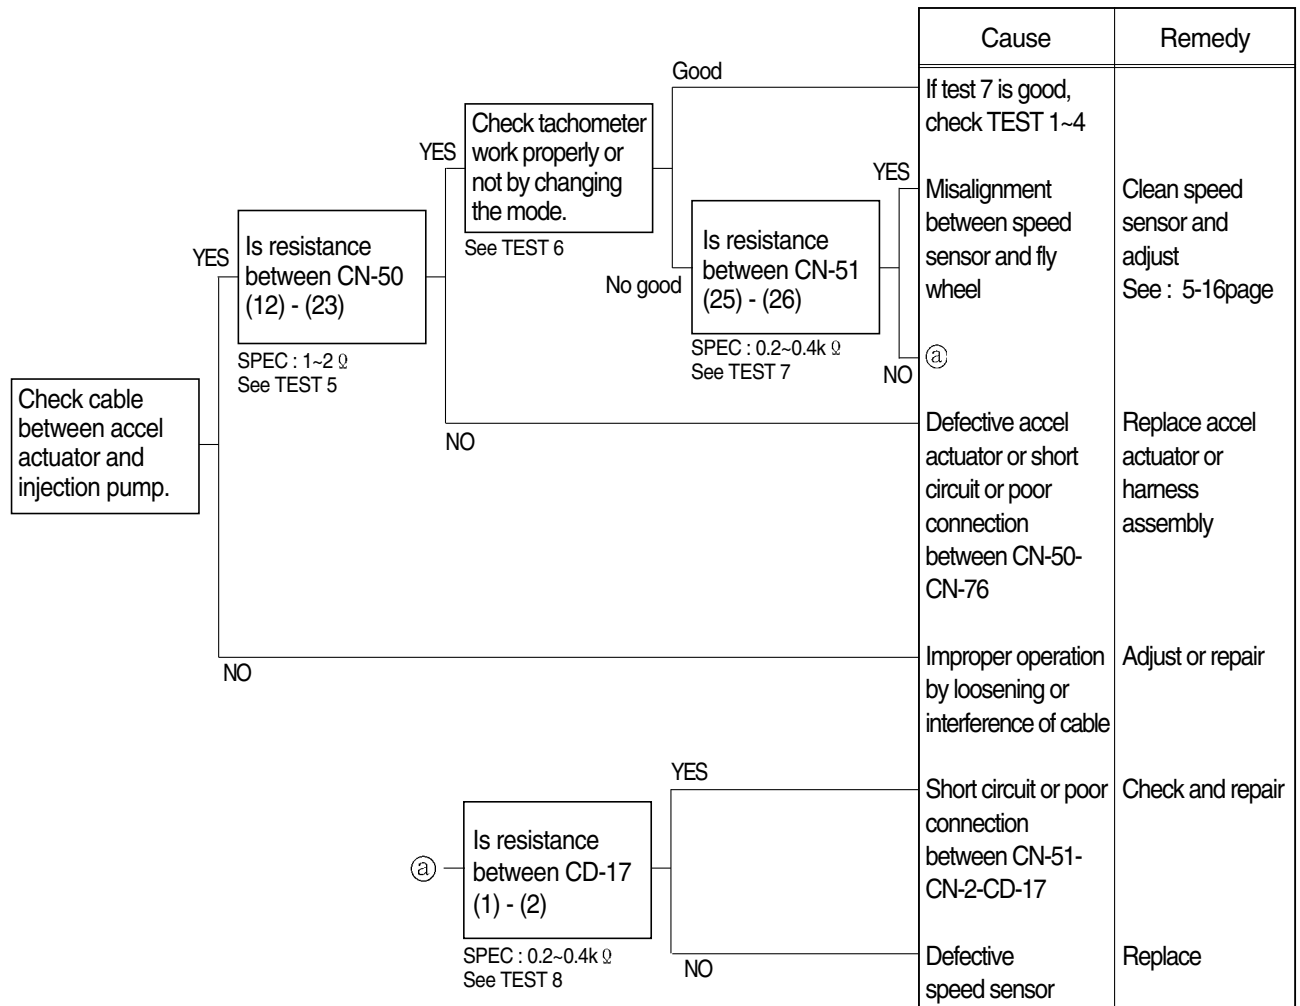 Cause
Remedy
Good
If test 7 is good,
check TEST 1~4
YES
Check tachometer
work properly or
not by changing
the mode.
See TEST 6
YES
Misalignment
between speed
sensor and fly
wheel
Clean speed
sensor and
adjust
See : 5-16page
YES
Is resistance
between CN-50
(12) - (23)
SPEC : 1~2 Ω
See TEST 5
No good
Is resistance
between CN-51
(25) - (26)
SPEC : 0.2~0.4k Ω
See TEST 7
NO
ⓐ
Check cable
between accel
actuator and
injection pump.
NO
Defective accel
actuator or short
circuit or poor
connection
between CN-50-
CN-76
Replace accel
actuator or
harness
assembly
NO
Improper operation
by loosening or
interference of cable
Adjust or repair
ⓐ
Is resistance
between CD-17
(1) - (2)
SPEC : 0.2~0.4k Ω
See TEST 8
YES
Short circuit or poor
connection
between CN-51-
CN-2-CD-17
Check and repair
NO
Defective
speed sensor
Replace